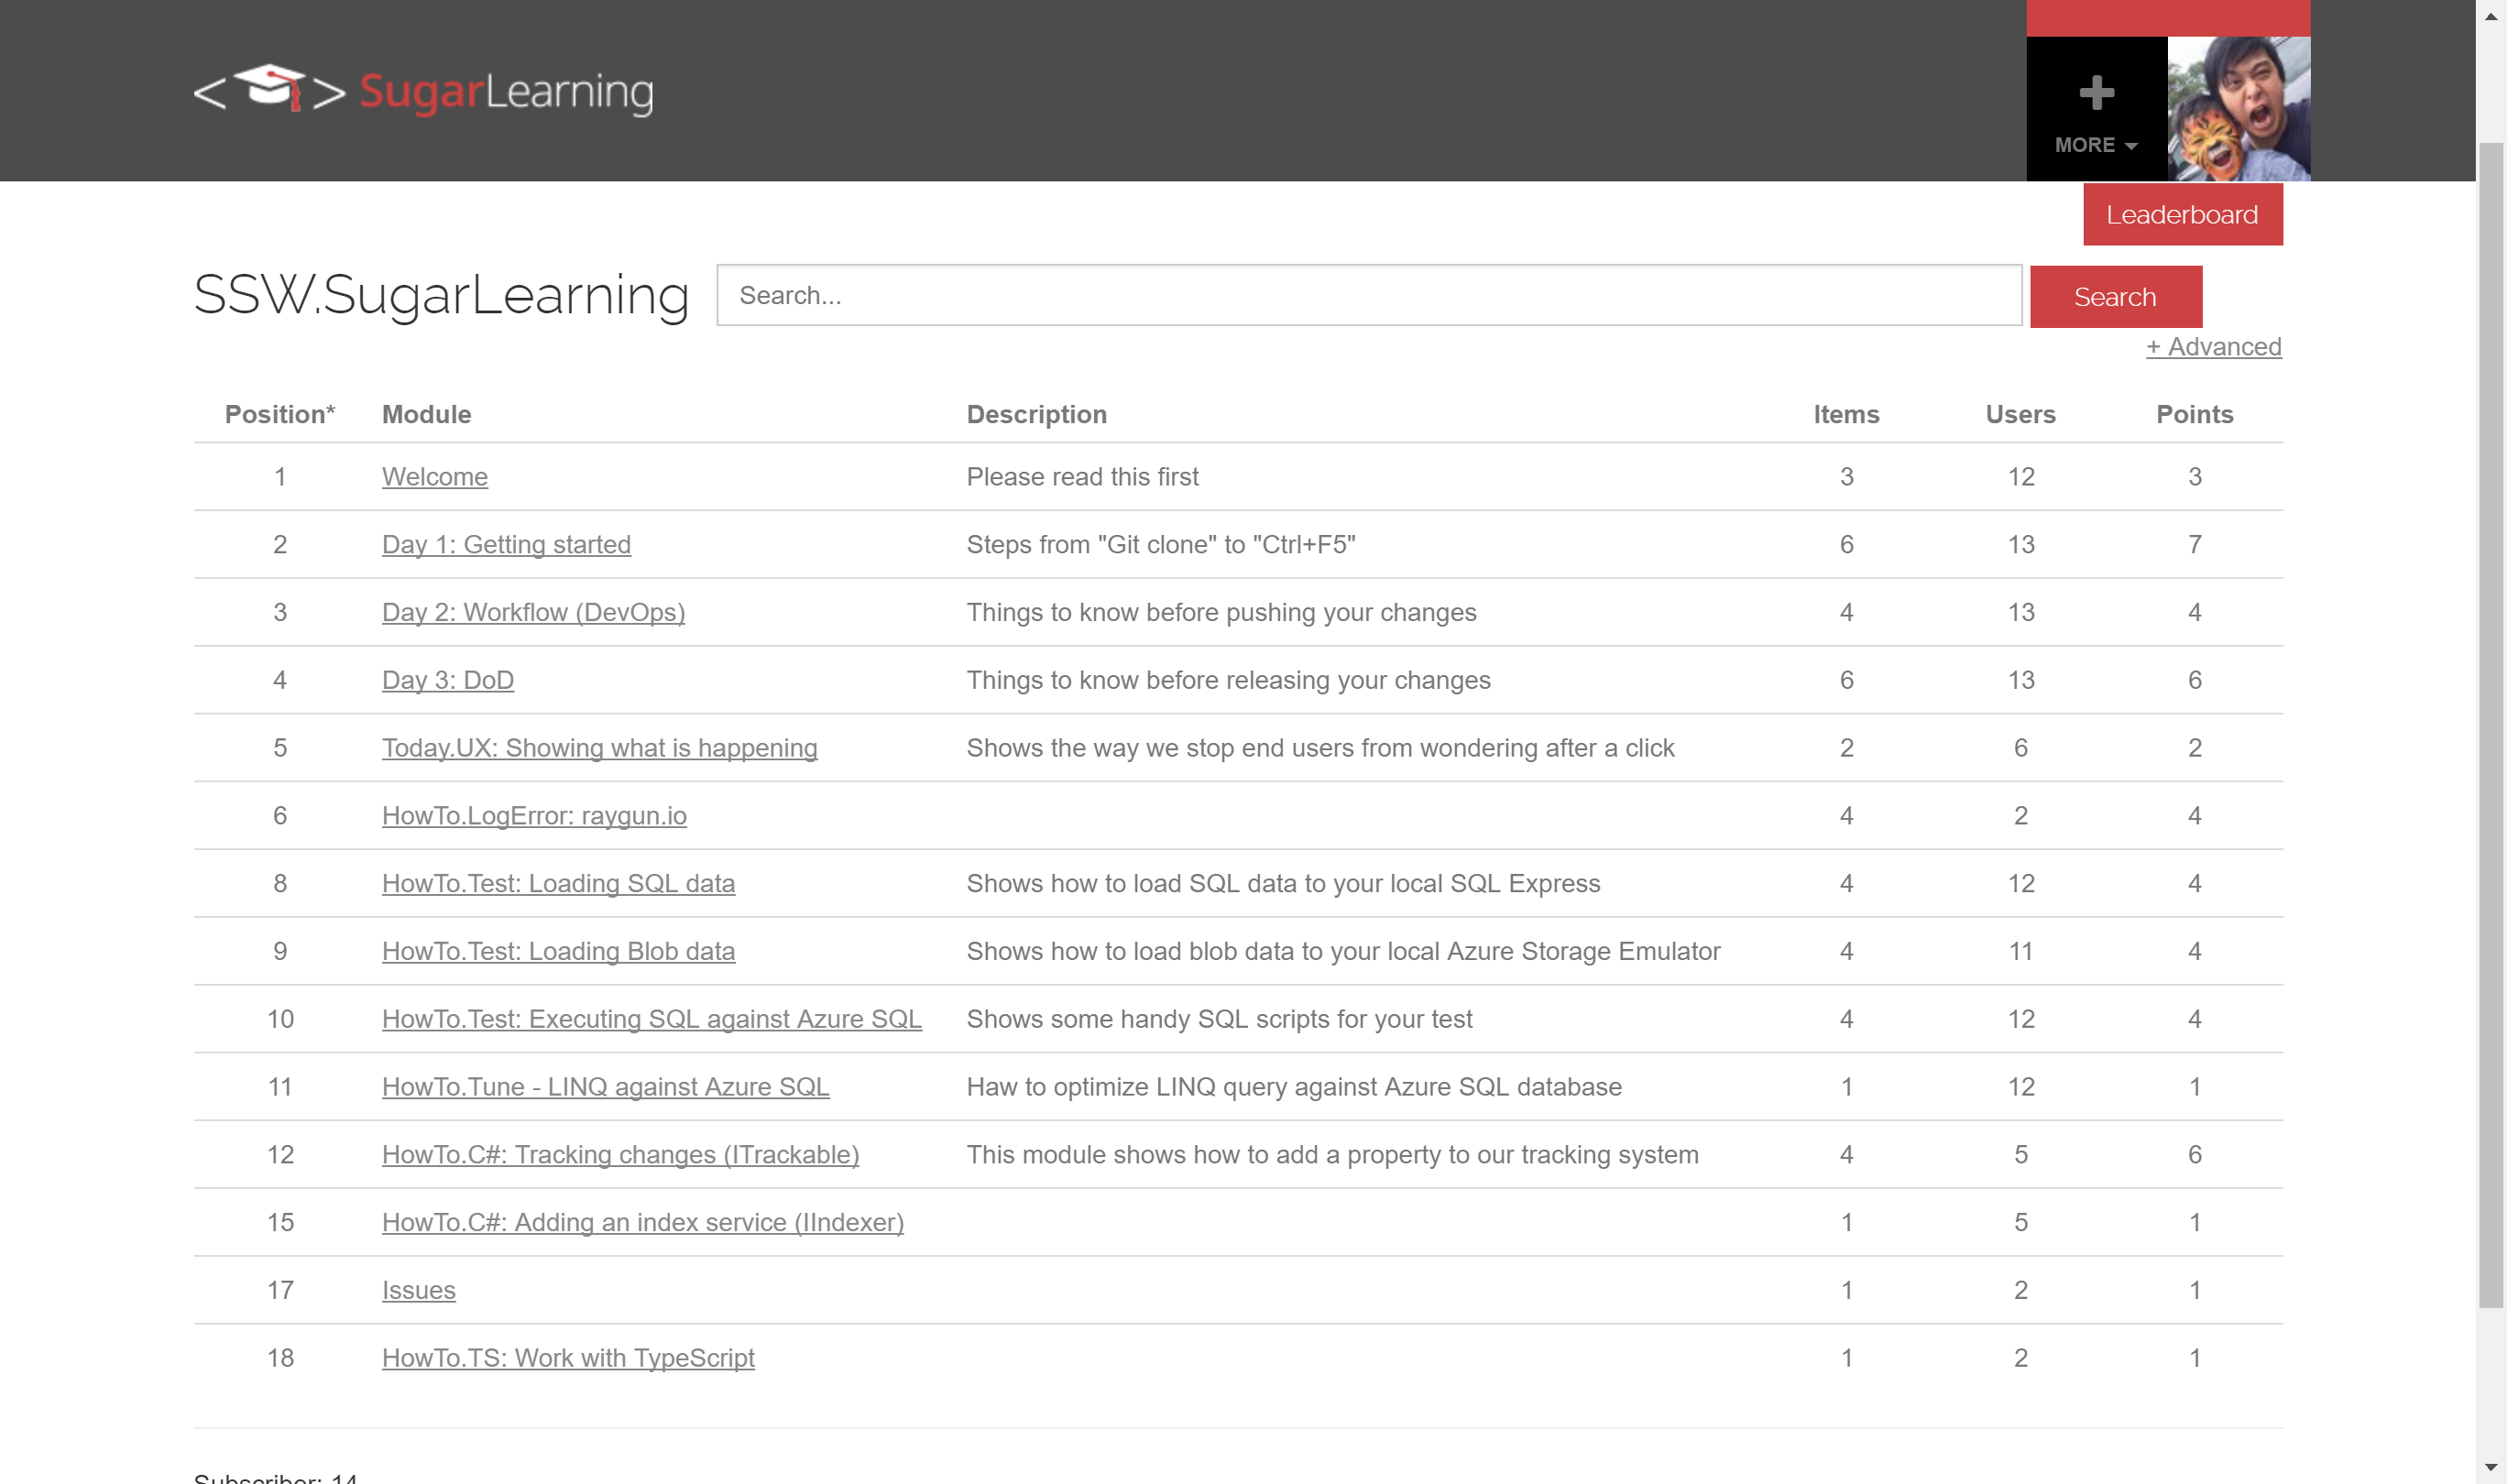 < > SugarLearning
MORE
Leaderboard
SSW.SugarLearning Search... Search
+ Advanced
Position* Module Description Items Users Points
1 Welcome Please read this first 3 12 3
2 Day 1: Getting started Steps from "Git clone" to "Ctrl+F5" 6 13 7
3 Day 2: Workflow (DevOps) Things to know before pushing your changes 4 13 4
4 Day 3: DoD Things to know before releasing your changes 6 13 6
5 Today.UX: Showing what is happening Shows the way we stop end users from wondering after a click 2 6 2
6 HowTo.LogError: raygun.io 4 2 4
8 HowTo.Test: Loading SQL data Shows how to load SQL data to your local SQL Express 4 12 4
9 HowTo.Test: Loading Blob data Shows how to load blob data to your local Azure Storage Emulator 4 11 4
10 HowTo.Test: Executing SQL against Azure SQL Shows some handy SQL scripts for your test 4 12 4
11 HowTo.Tune - LINQ against Azure SQL Haw to optimize LINQ query against Azure SQL database 1 12 1
12 HowTo.C#: Tracking changes (ITrackable) This module shows how to add a property to our tracking system 4 5 6
15 HowTo.C#: Adding an index service (IIndexer) 1 5 1
17 Issues 1 2 1
18 HowTo.TS: Work with TypeScript 1 2 1
Subscriber: 14